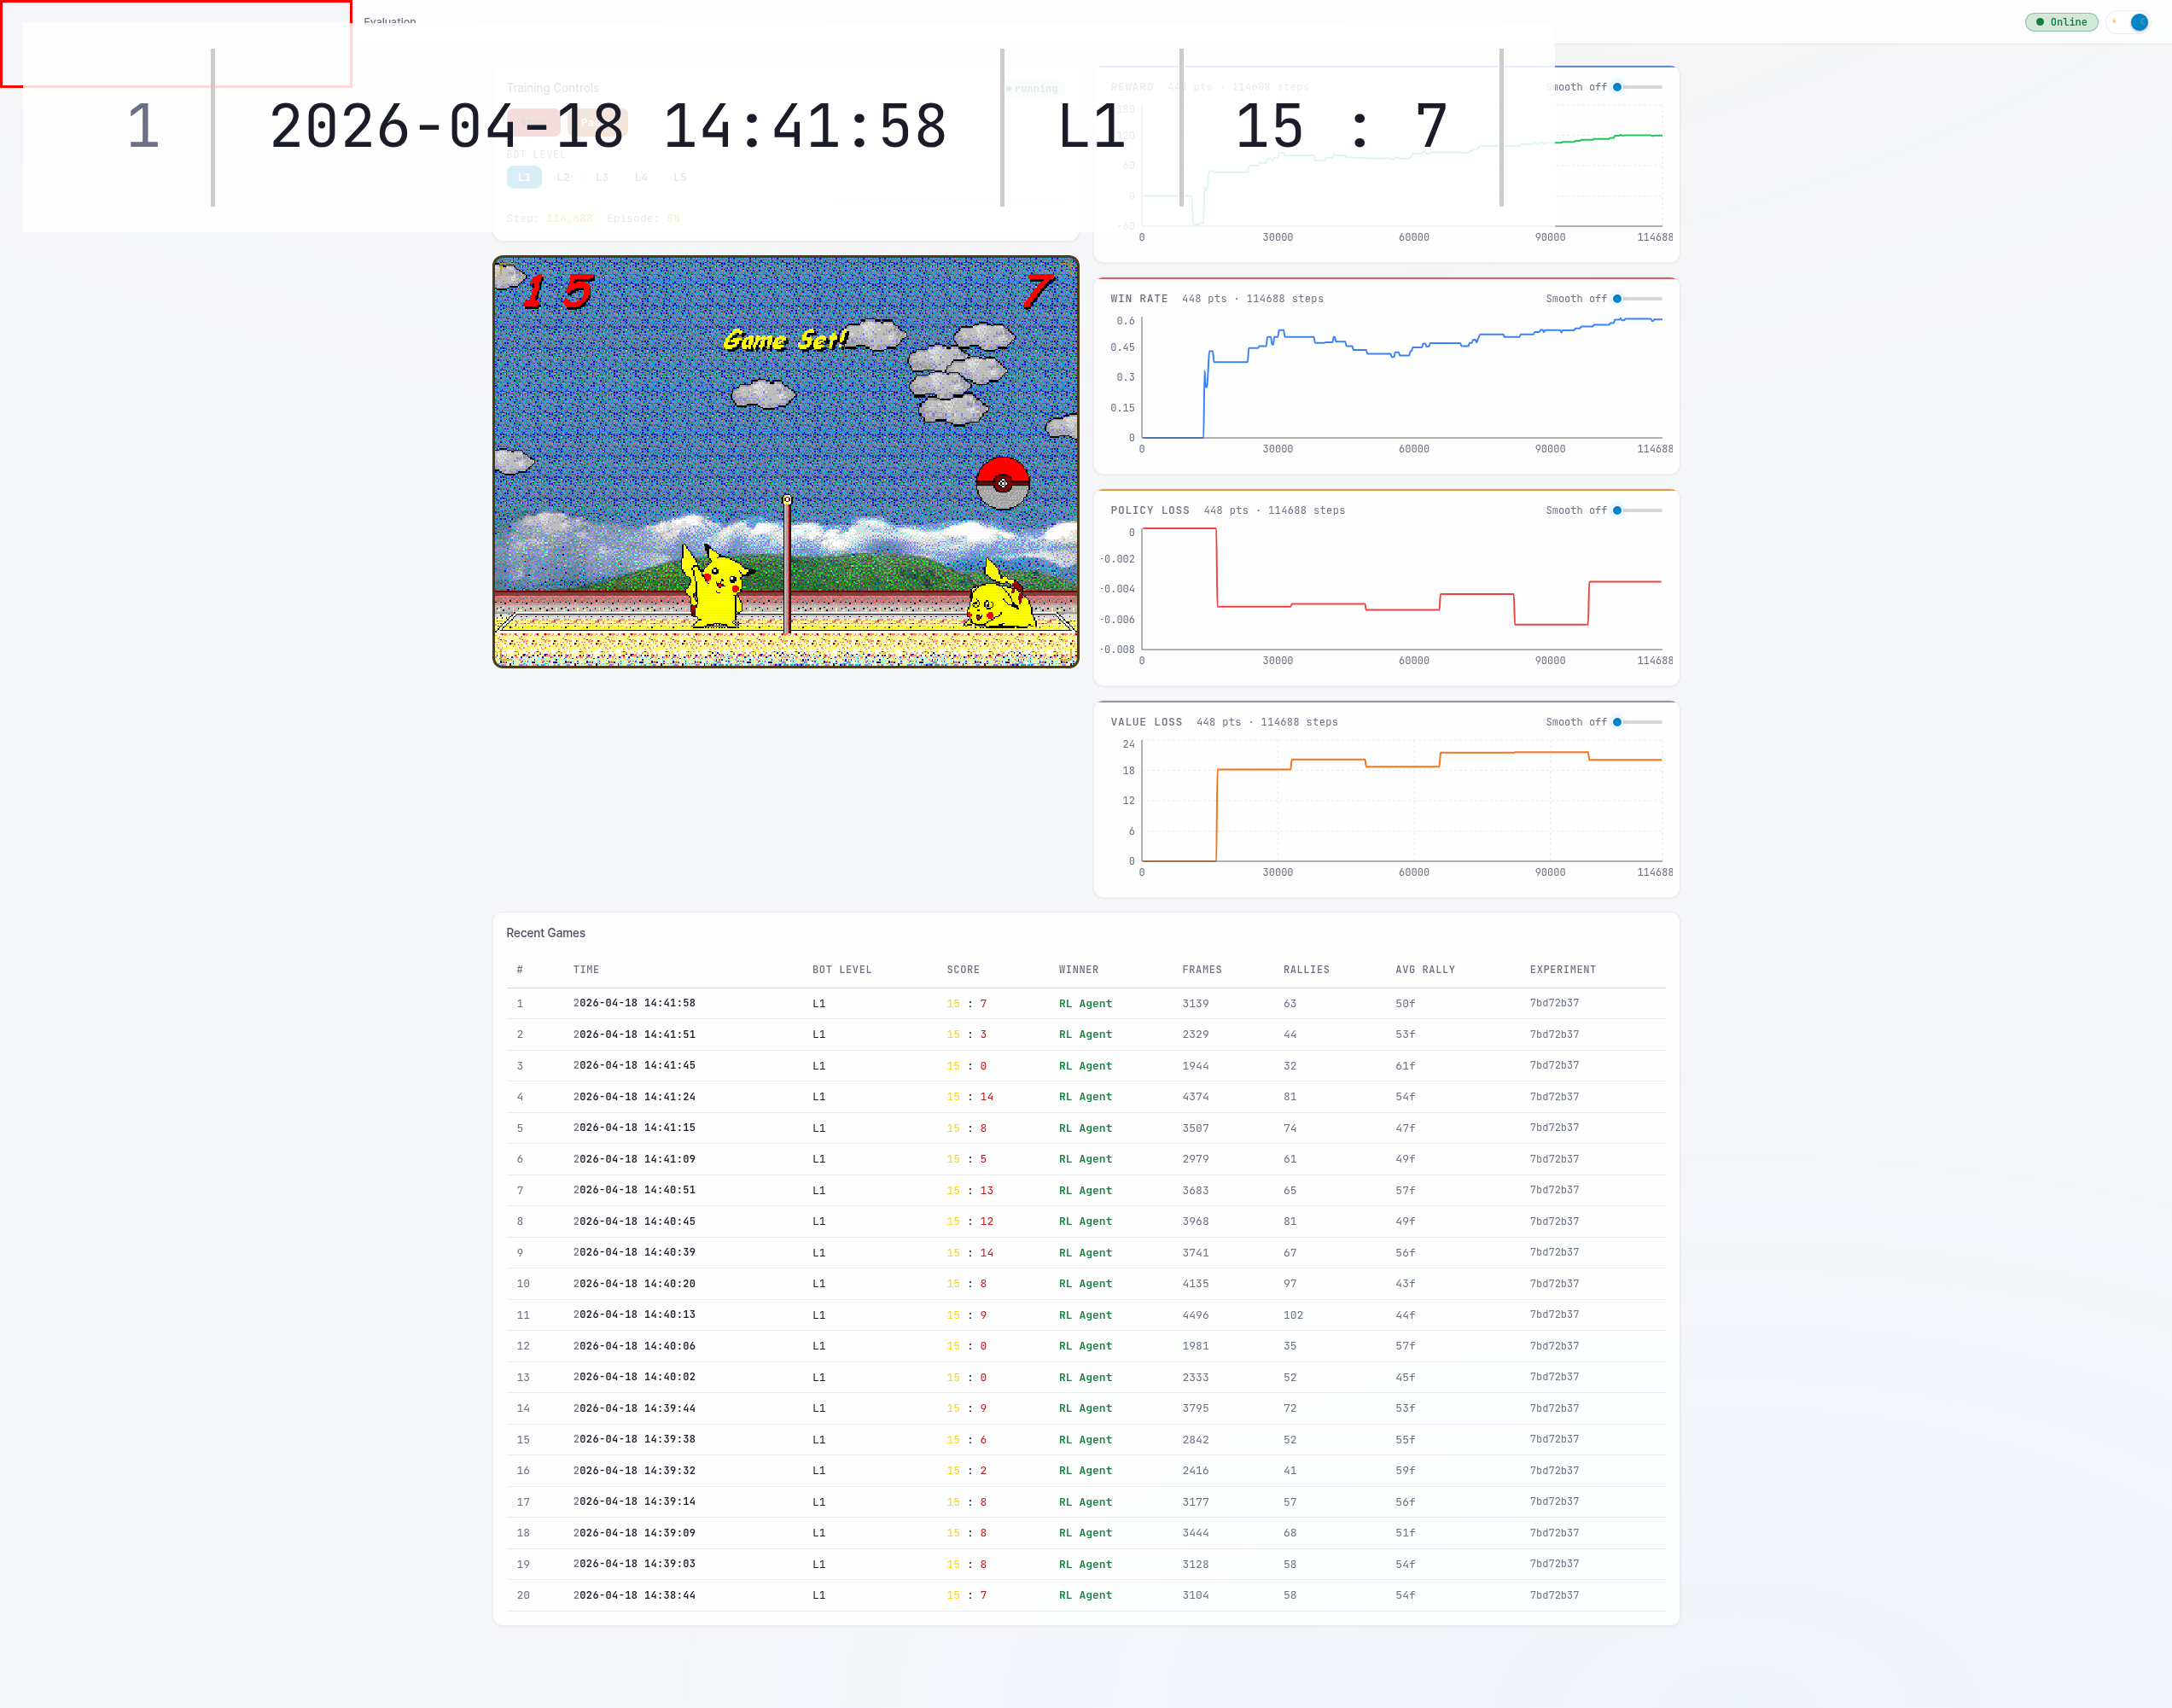 Evaluation
Online
1 2026-04-18 14:41:58 L1 15 : 7
Training Controls
running
BOT LEVEL
L1 L2 L3 L4 L5
Step: 114,688 Episode: 58
15 7
Game Set!
REWARD 448 pts · 114688 steps Smooth off
180
120
60
0
-60
0 30000 60000 90000 114688
WIN RATE 448 pts · 114688 steps Smooth off
0.6
0.45
0.3
0.15
0
0 30000 60000 90000 114688
POLICY LOSS 448 pts · 114688 steps Smooth off
0
-0.002
-0.004
-0.006
-0.008
0 30000 60000 90000 114688
VALUE LOSS 448 pts · 114688 steps Smooth off
24
18
12
6
0
0 30000 60000 90000 114688
Recent Games
# TIME BOT LEVEL SCORE WINNER FRAMES RALLIES AVG RALLY EXPERIMENT
1 2026-04-18 14:41:58 L1 15 : 7 RL Agent 3139 63 50f 7bd72b37
2 2026-04-18 14:41:51 L1 15 : 3 RL Agent 2329 44 53f 7bd72b37
3 2026-04-18 14:41:45 L1 15 : 0 RL Agent 1944 32 61f 7bd72b37
4 2026-04-18 14:41:24 L1 15 : 14 RL Agent 4374 81 54f 7bd72b37
5 2026-04-18 14:41:15 L1 15 : 8 RL Agent 3507 74 47f 7bd72b37
6 2026-04-18 14:41:09 L1 15 : 5 RL Agent 2979 61 49f 7bd72b37
7 2026-04-18 14:40:51 L1 15 : 13 RL Agent 3683 65 57f 7bd72b37
8 2026-04-18 14:40:45 L1 15 : 12 RL Agent 3968 81 49f 7bd72b37
9 2026-04-18 14:40:39 L1 15 : 14 RL Agent 3741 67 56f 7bd72b37
10 2026-04-18 14:40:20 L1 15 : 8 RL Agent 4135 97 43f 7bd72b37
11 2026-04-18 14:40:13 L1 15 : 9 RL Agent 4496 102 44f 7bd72b37
12 2026-04-18 14:40:06 L1 15 : 0 RL Agent 1981 35 57f 7bd72b37
13 2026-04-18 14:40:02 L1 15 : 0 RL Agent 2333 52 45f 7bd72b37
14 2026-04-18 14:39:44 L1 15 : 9 RL Agent 3795 72 53f 7bd72b37
15 2026-04-18 14:39:38 L1 15 : 6 RL Agent 2842 52 55f 7bd72b37
16 2026-04-18 14:39:32 L1 15 : 2 RL Agent 2416 41 59f 7bd72b37
17 2026-04-18 14:39:14 L1 15 : 8 RL Agent 3177 57 56f 7bd72b37
18 2026-04-18 14:39:09 L1 15 : 8 RL Agent 3444 68 51f 7bd72b37
19 2026-04-18 14:39:03 L1 15 : 8 RL Agent 3128 58 54f 7bd72b37
20 2026-04-18 14:38:44 L1 15 : 7 RL Agent 3104 58 54f 7bd72b37